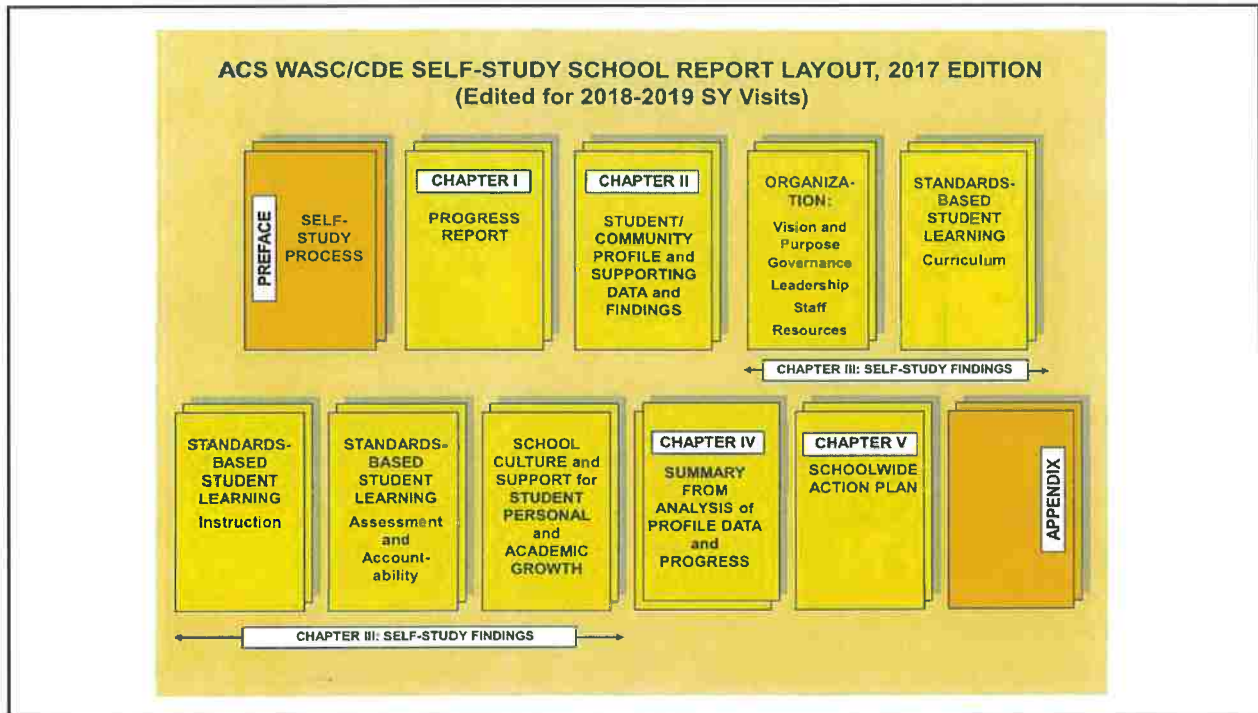 ACS WASC/CDE SELF-STUDY SCHOOL REPORT LAYOUT, 2017 EDITION
(Edited for 2018-2019 SY Visits)
PREFACE
SELF-
STUDY
PROCESS
CHAPTER I
PROGRESS
REPORT
CHAPTER II
STUDENT/
COMMUNITY
PROFILE and
SUPPORTING
DATA and
FINDINGS
ORGANIZA-
TION:
Vision and
Purpose
Governance
Leadership
Staff
Resources
STANDARDS-
BASED
STUDENT
LEARNING
Curriculum
CHAPTER III: SELF-STUDY FINDINGS
STANDARDS-
BASED
STUDENT
LEARNING
Instruction
STANDARDS-
BASED
STUDENT
LEARNING
Assessment
and
Account-
ability
SCHOOL
CULTURE and
SUPPORT for
STUDENT
PERSONAL
and
ACADEMIC
GROWTH
CHAPTER IV
SUMMARY
FROM
ANALYSIS of
PROFILE DATA
and
PROGRESS
CHAPTER V
SCHOOLWIDE
ACTION PLAN
APPENDIX
CHAPTER III: SELF-STUDY FINDINGS